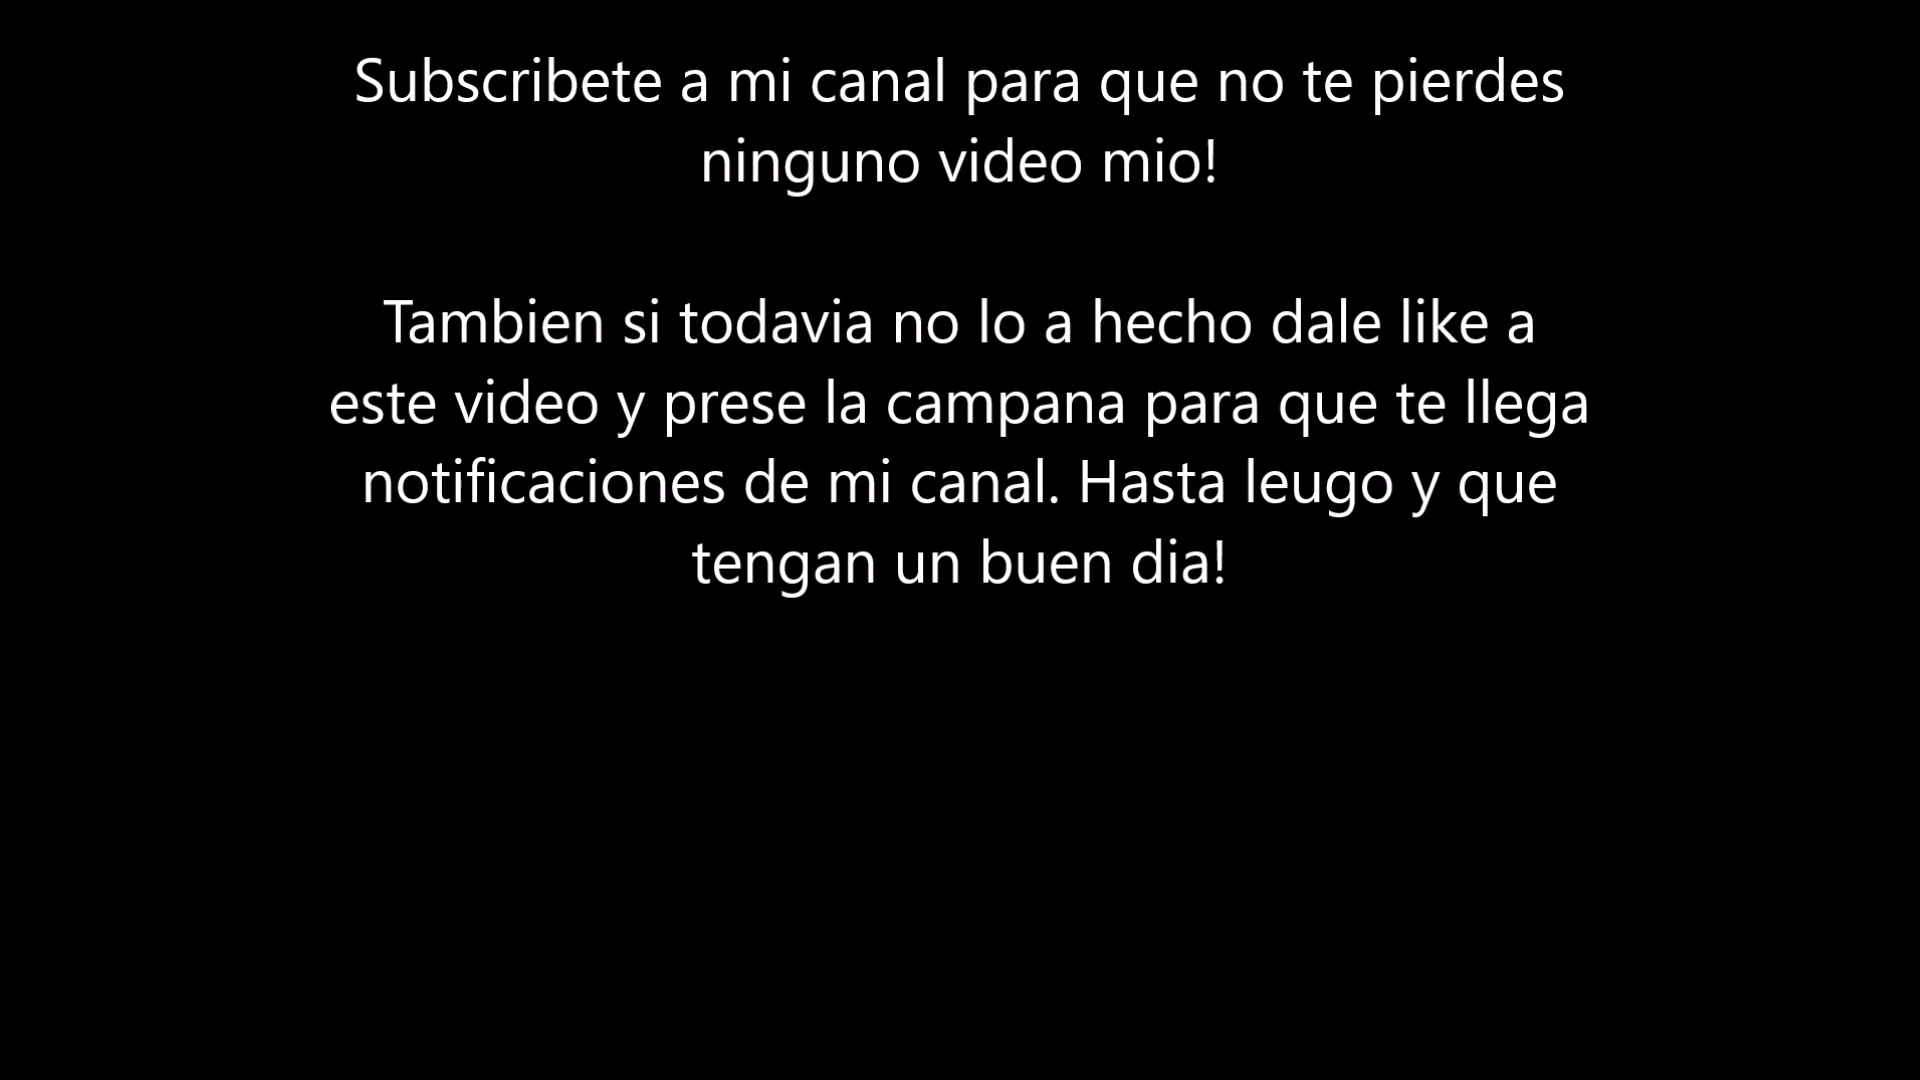 Subscribete a mi canal para que no te pierdes
ninguno video mio!
Tambien si todavia no lo a hecho dale like a
este video y prese la campana para que te llega
notificaciones de mi canal. Hasta leugo y que
tengan un buen dia!